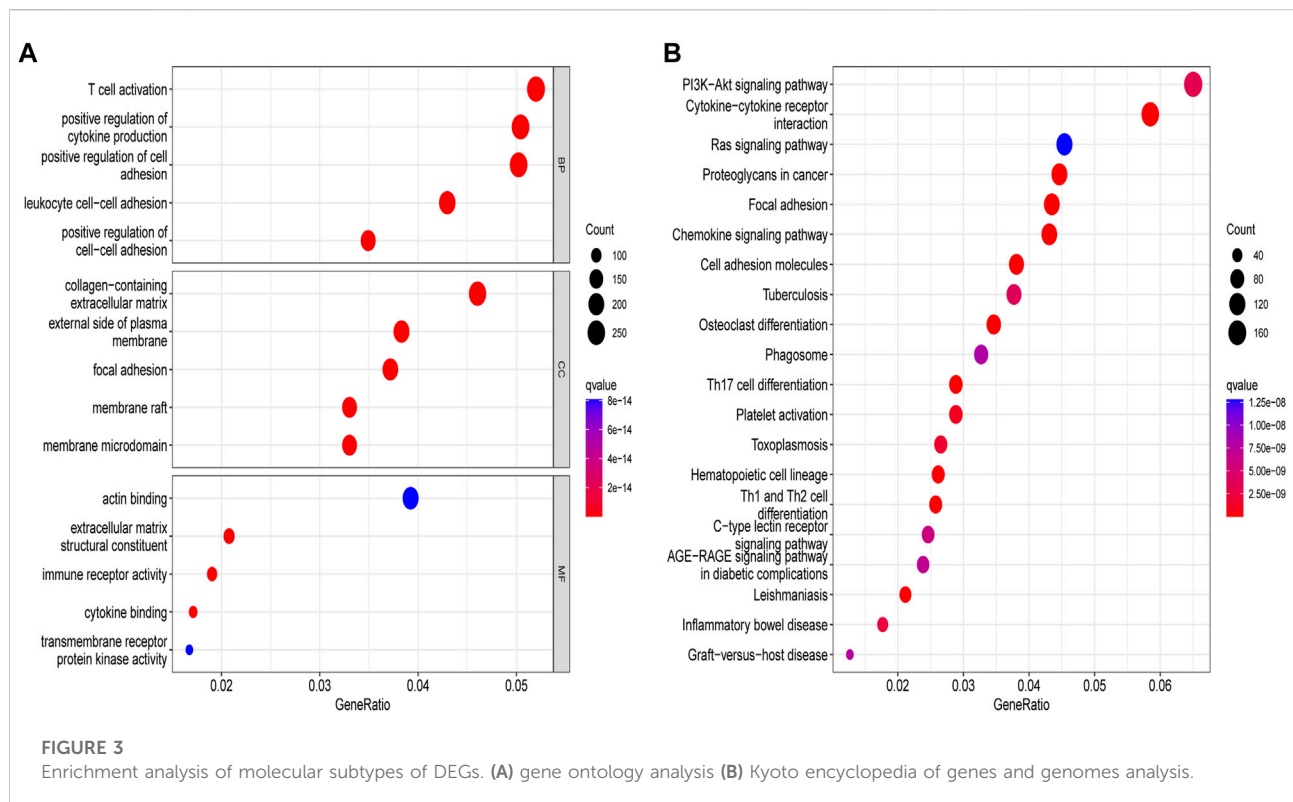 A
T cell activation
positive regulation of
cytokine production
positive regulation of cell
adhesion
leukocyte cell−cell adhesion
positive regulation of
cell−cell adhesion
BP
collagen−containing
extracellular matrix
external side of plasma
membrane
focal adhesion
membrane raft
membrane microdomain
CC
actin binding
extracellular matrix
structural constituent
immune receptor activity
cytokine binding
transmembrane receptor
protein kinase activity
MF
0.02 0.03 0.04 0.05
GeneRatio
Count
100
150
200
250
qvalue
8e−14
6e−14
4e−14
2e−14
B
PI3K−Akt signaling pathway
Cytokine−cytokine receptor
interaction
Ras signaling pathway
Proteoglycans in cancer
Focal adhesion
Chemokine signaling pathway
Cell adhesion molecules
Tuberculosis
Osteoclast differentiation
Phagosome
Th17 cell differentiation
Platelet activation
Toxoplasmosis
Hematopoietic cell lineage
Th1 and Th2 cell
differentiation
C−type lectin receptor
signaling pathway
AGE−RAGE signaling pathway
in diabetic complications
Leishmaniasis
Inflammatory bowel disease
Graft−versus−host disease
0.02 0.03 0.04 0.05 0.06
GeneRatio
Count
40
80
120
160
qvalue
1.25e−08
1.00e−08
7.50e−09
5.00e−09
2.50e−09
FIGURE 3
Enrichment analysis of molecular subtypes of DEGs. (A) gene ontology analysis (B) Kyoto encyclopedia of genes and genomes analysis.